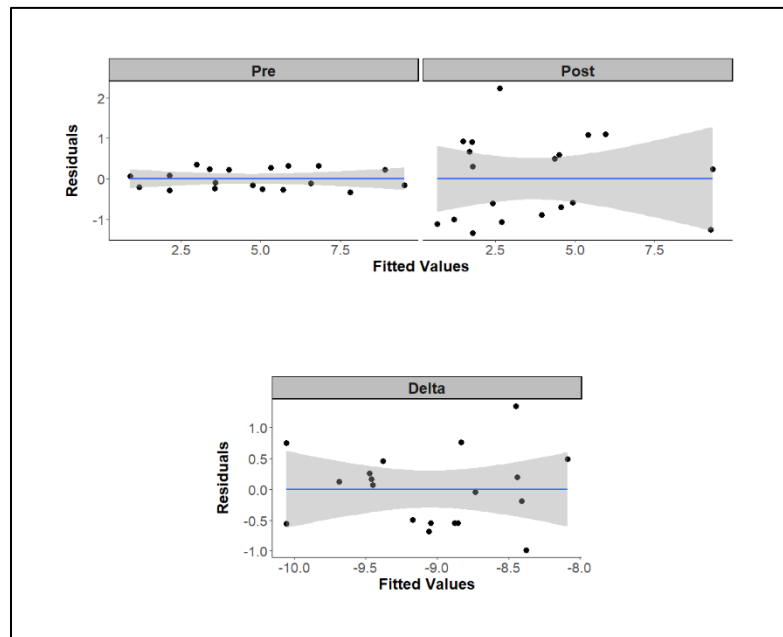 Pre Post
Residuals
2
1
0
-1
2.5 5.0 7.5 2.5 5.0 7.5
Fitted Values
Delta
Residuals
1.0
0.5
0.0
-0.5
-1.0
-10.0 -9.5 -9.0 -8.5 -8.0
Fitted Values